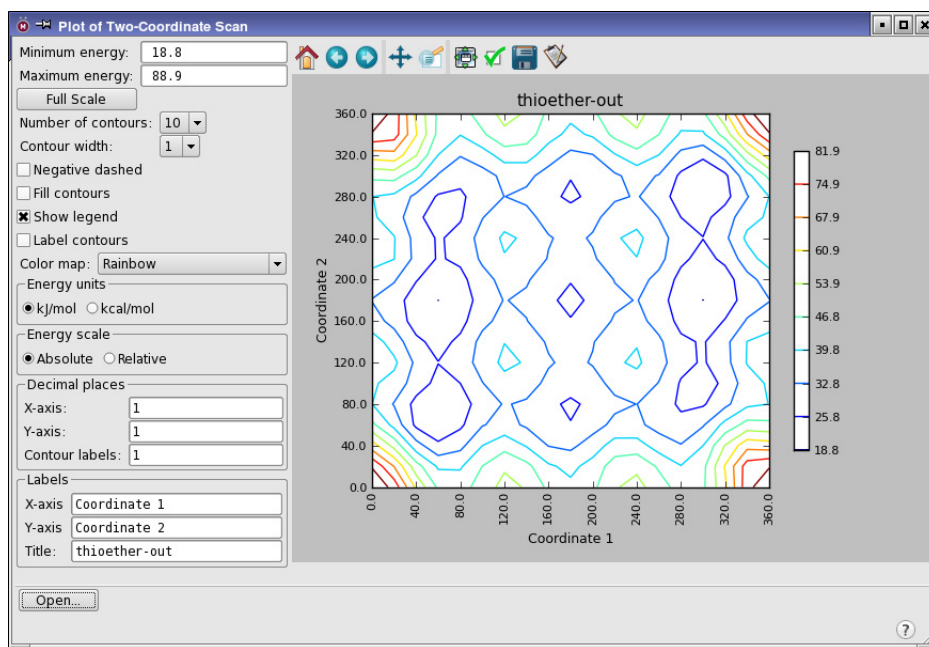 Plot of Two-Coordinate Scan
Minimum energy: 18.8
Maximum energy: 88.9
Full Scale
Number of contours: 10
Contour width: 1
Negative dashed
Fill contours
Show legend
Label contours
Color map: Rainbow
Energy units
kJ/mol kcal/mol
Energy scale
Absolute Relative
Decimal places
X-axis: 1
Y-axis: 1
Contour labels: 1
Labels
X-axis Coordinate 1
Y-axis Coordinate 2
Title: thioether-out
Open...
thioether-out
360.0
320.0
280.0
240.0
200.0
160.0
120.0
80.0
40.0
0.0
Coordinate 2
0.0 40.0 80.0 120.0 160.0 200.0 240.0 280.0 320.0 360.0
Coordinate 1
81.9
74.9
67.9
60.9
53.9
46.8
39.8
32.8
25.8
18.8
?